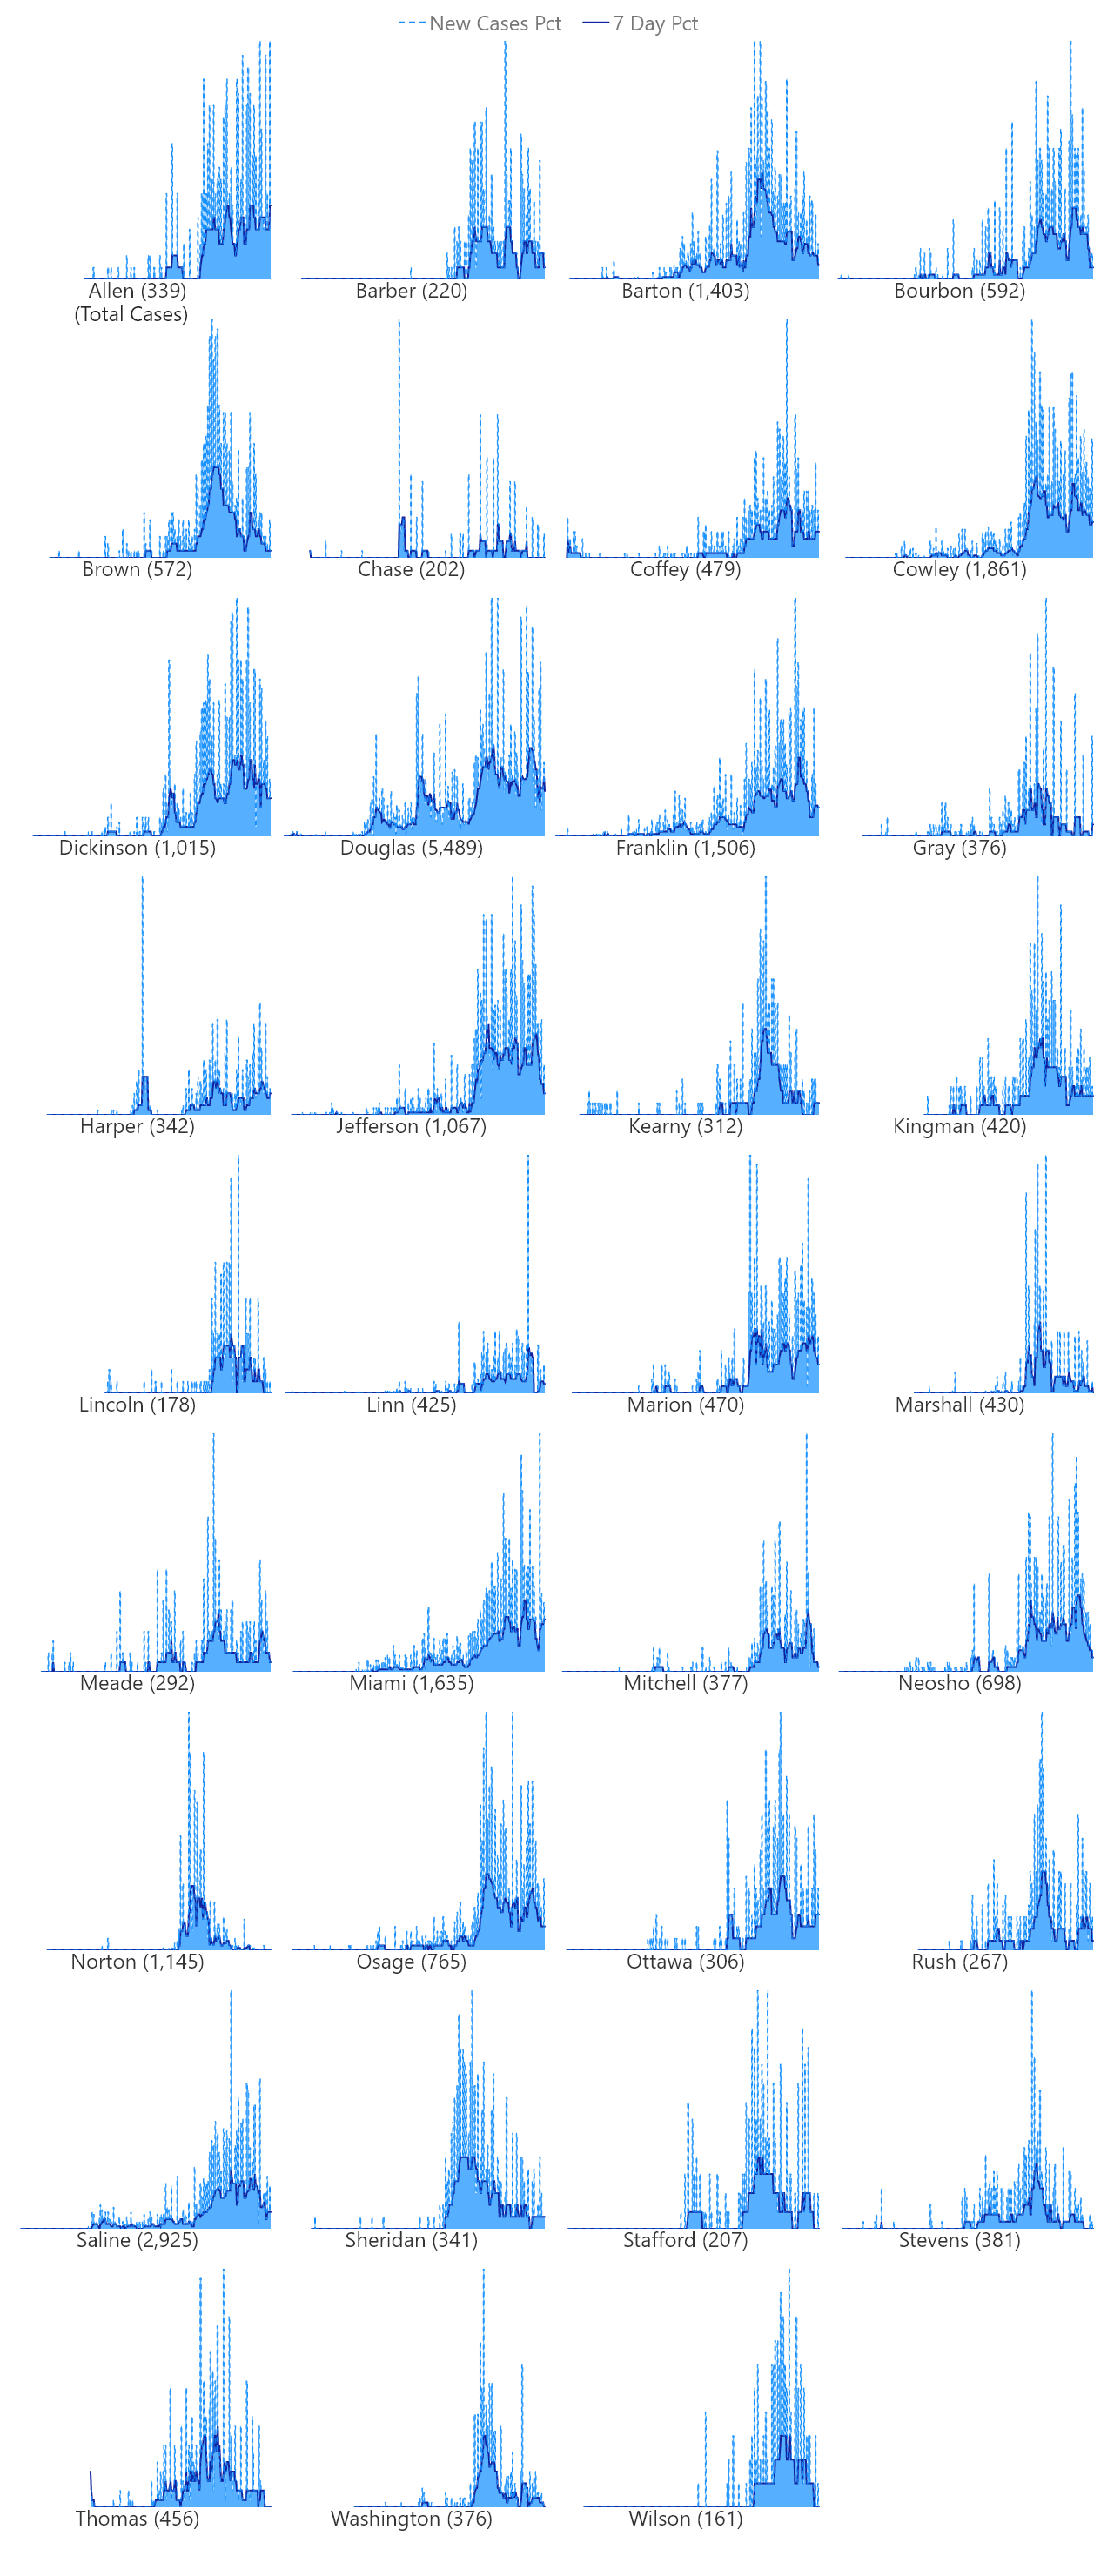 New Cases Pct 7 Day Pct
Allen (339) Barber (220) Barton (1,403) Bourbon (592)
(Total Cases)
Brown (572) Chase (202) Coffey (479) Cowley (1,861)
Dickinson (1,015) Douglas (5,489) Franklin (1,506) Gray (376)
Harper (342) Jefferson (1,067) Kearny (312) Kingman (420)
Lincoln (178) Linn (425) Marion (470) Marshall (430)
Meade (292) Miami (1,635) Mitchell (377) Neosho (698)
Norton (1,145) Osage (765) Ottawa (306) Rush (267)
Saline (2,925) Sheridan (341) Stafford (207) Stevens (381)
Thomas (456) Washington (376) Wilson (161)